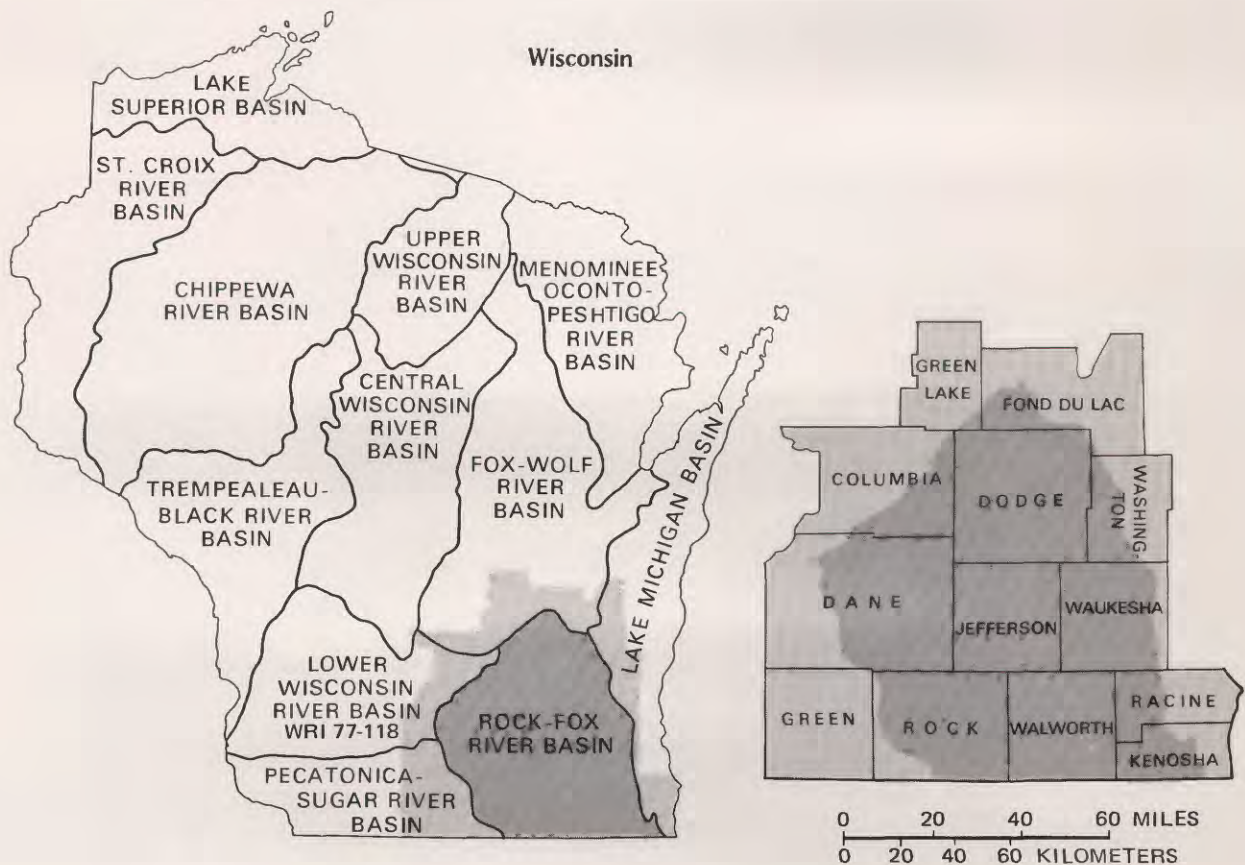 Wisconsin
LAKE
SUPERIOR BASIN
ST. CROIX
RIVER
BASIN
CHIPPEWA
RIVER BASIN
UPPER
WISCONSIN
RIVER
BASIN
MENOMINEE
OCONTO-
PESHTIGO
RIVER
BASIN
CENTRAL
WISCONSIN
RIVER
BASIN
TREMPEALEAU-
BLACK RIVER
BASIN
FOX-WOLF
RIVER
BASIN
LAKE MICHIGAN BASIN
LOWER
WISCONSIN
RIVER BASIN
WRI 77-118
ROCK-FOX
RIVER BASIN
PECATONICA-
SUGAR RIVER
BASIN
GREEN
LAKE
FOND DU LAC
COLUMBIA
DODGE
WASHING-
TON
DANE
JEFFERSON
WAUKESHA
GREEN
ROCK
WALWORTH
RACINE
KENOSHA
0 20 40 60 MILES
0 20 40 60 KILOMETERS